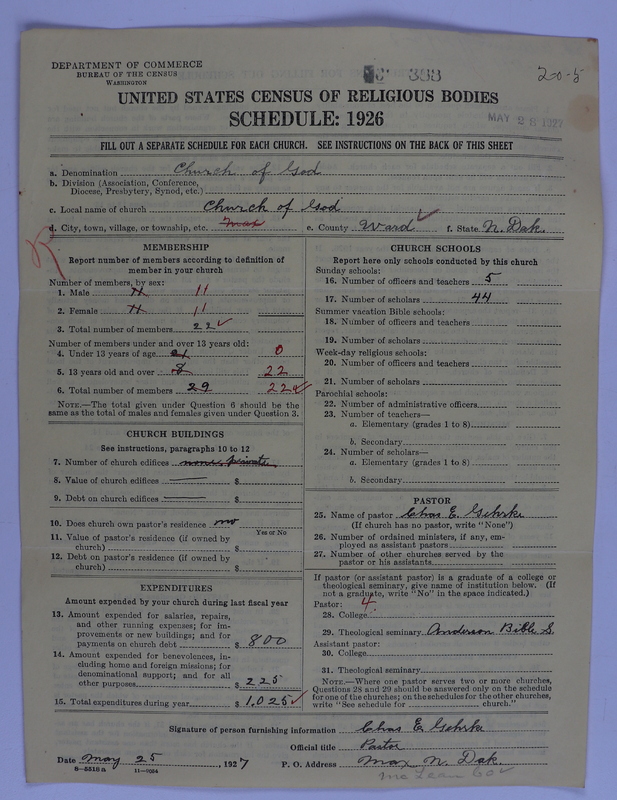 DEPARTMENT OF COMMERCE
BUREAU OF THE CENSUS
WASHINGTON
383
20-5
UNITED STATES CENSUS OF RELIGIOUS BODIES
SCHEDULE: 1926
MAY 28 1927
FILL OUT A SEPARATE SCHEDULE FOR EACH CHURCH. SEE INSTRUCTIONS ON THE BACK OF THIS SHEET
a. Denomination Church of God
b. Division (Association, Conference, Diocese, Presbytery, Synod, etc.)
c. Local name of church Church of God
d. City, town, village, or township, etc. Max e. County Ward f. State N. Dak.
MEMBERSHIP
Report number of members according to definition of member in your church
Number of members, by sex:
1. Male 11
2. Female 11
3. Total number of members 22
Number of members under and over 13 years old:
4. Under 13 years of age 21 0
5. 13 years old and over 8 22
6. Total number of members 29 22
NOTE.—The total given under Question 6 should be the same as the total of males and females given under Question 3.
CHURCH BUILDINGS
See instructions, paragraphs 10 to 12
7. Number of church edifices none, private
8. Value of church edifices $
9. Debt on church edifices $
10. Does church own pastor's residence no
Yes or No
11. Value of pastor's residence (if owned by church) $
12. Debt on pastor's residence (if owned by church) $
EXPENDITURES
Amount expended by your church during last fiscal year
13. Amount expended for salaries, repairs, and other running expenses; for improvements or new buildings; and for payments on church debt $ 800
14. Amount expended for benevolences, including home and foreign missions; for denominational support; and for all other purposes $ 225
15. Total expenditures during year $ 1,025
CHURCH SCHOOLS
Report here only schools conducted by this church
Sunday schools:
16. Number of officers and teachers 5
17. Number of scholars 44
Summer vacation Bible schools:
18. Number of officers and teachers
19. Number of scholars
Week-day religious schools:
20. Number of officers and teachers
21. Number of scholars
Parochial schools:
22. Number of administrative officers
23. Number of teachers—
a. Elementary (grades 1 to 8)
b. Secondary
24. Number of scholars—
a. Elementary (grades 1 to 8)
b. Secondary
PASTOR
25. Name of pastor Chas E. Gehrke
(If church has no pastor, write "None")
26. Number of ordained ministers, if any, employed as assistant pastors
27. Number of other churches served by the pastor or his assistants
If pastor (or assistant pastor) is a graduate of a college or theological seminary, give name of institution below. (If not a graduate, write "No" in the space indicated.)
Pastor: 4
28. College
29. Theological seminary Anderson Bible S.
Assistant pastor:
30. College
31. Theological seminary
NOTE.—Where one pastor serves two or more churches, Questions 28 and 29 should be answered only on the schedule for one of the churches; on the schedules for the other churches, write "See schedule for church."
Signature of person furnishing information Chas E Gehrke
Official title Pastor
Date May 25, 1927 P. O. Address Max N. Dak.
8-5518 a 11-9054
McLean Co